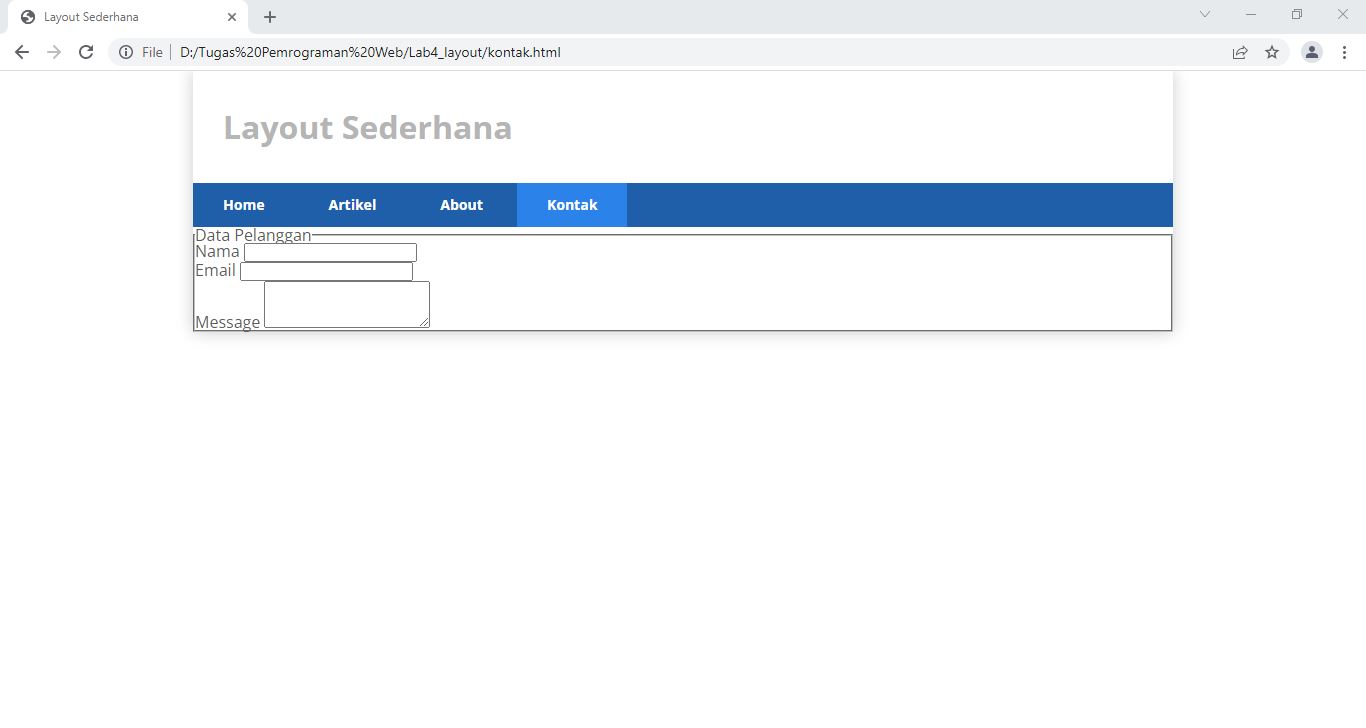 Layout Sederhana
File D:/Tugas%20Pemrograman%20Web/Lab4_layout/kontak.html
Layout Sederhana
Home Artikel About Kontak
Data Pelanggan
Nama
Email
Message